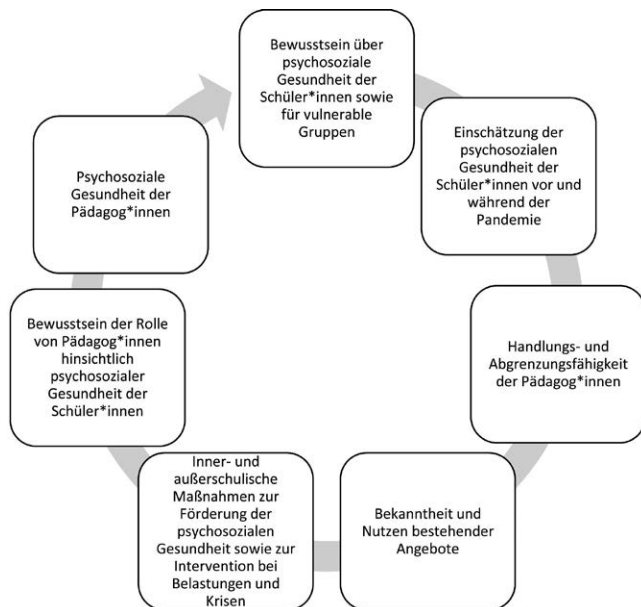 Bewusstsein über
psychosoziale
Gesundheit der
Schüler*innen sowie
für vulnerable
Gruppen
Einschätzung der
psychosozialen
Gesundheit der
Schüler*innen vor und
während der
Pandemie
Handlungs- und
Abgrenzungsfähigkeit
der Pädagog*innen
Bekanntheit und
Nutzen bestehender
Angebote
Inner- und
außerschulische
Maßnahmen zur
Förderung der
psychosozialen
Gesundheit sowie zur
Intervention bei
Belastungen und
Krisen
Bewusstsein der Rolle
von Pädagog*innen
hinsichtlich
psychosozialer
Gesundheit der
Schüler*innen
Psychosoziale
Gesundheit der
Pädagog*innen